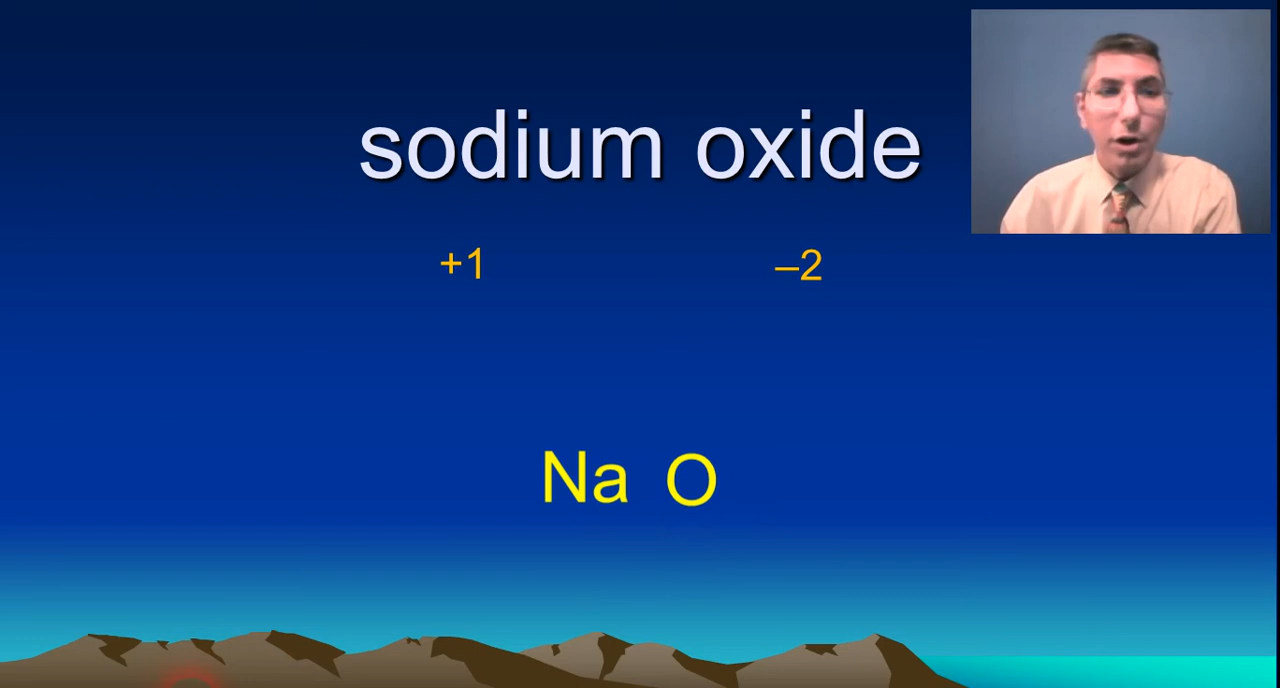 sodium oxide
+1 –2
Na O